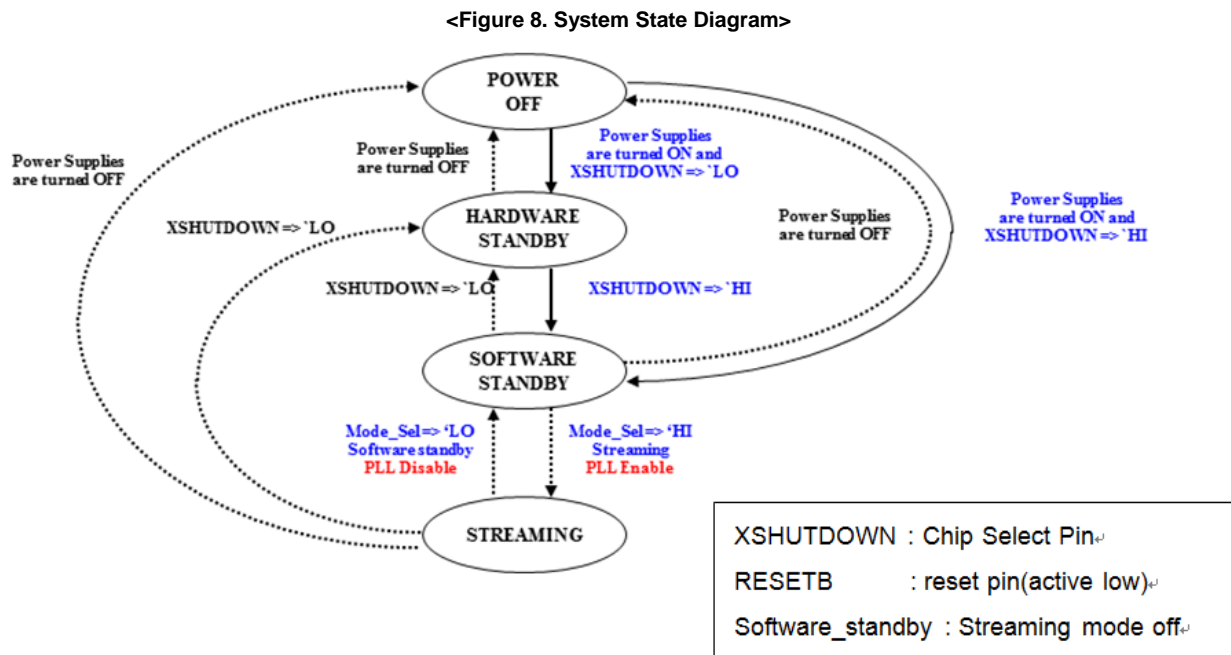 <Figure 8. System State Diagram>
POWER
OFF
Power Supplies
are turned OFF
Power Supplies
are turned OFF
Power Supplies
are turned ON and
XSHUTDOWN => `LO
Power Supplies
are turned OFF
Power Supplies
are turned ON and
XSHUTDOWN => `HI
HARDWARE
STANDBY
XSHUTDOWN => `LO
XSHUTDOWN => `LO
XSHUTDOWN => `HI
SOFTWARE
STANDBY
Mode_Sel=> ‘LO
Software standby
PLL Disable
Mode_Sel=> ‘HI
Streaming
PLL Enable
STREAMING
XSHUTDOWN : Chip Select Pin↵
RESETB : reset pin(active low)↵
Software_standby : Streaming mode off↵